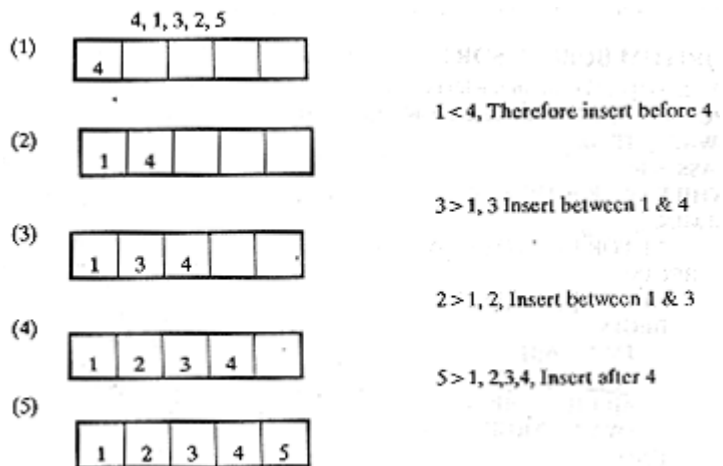 4, 1, 3, 2, 5
(1)
4
1 < 4, Therefore insert before 4
(2)
1 4
3 > 1, 3 Insert between 1 & 4
(3)
1 3 4
2 > 1, 2, Insert between 1 & 3
(4)
1 2 3 4
5 > 1, 2,3,4, Insert after 4
(5)
1 2 3 4 5